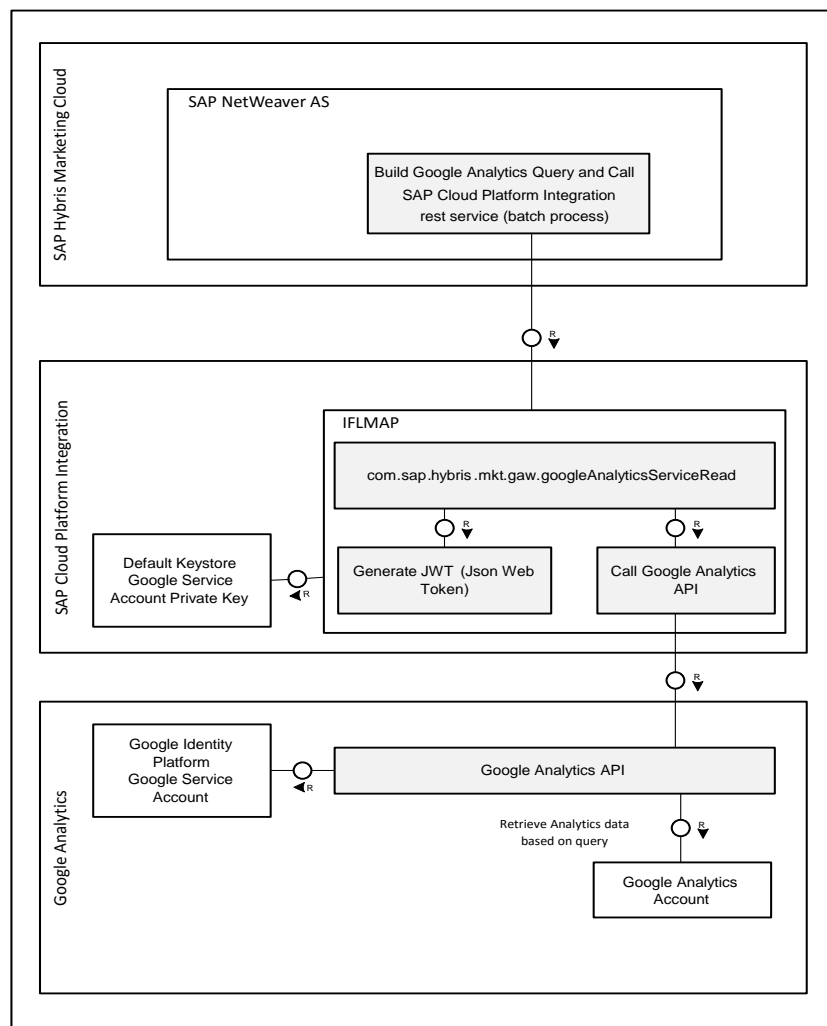 SAP Hybris Marketing Cloud
SAP NetWeaver AS
Build Google Analytics Query and Call
SAP Cloud Platform Integration
rest service (batch process)
R
SAP Cloud Platform Integration
IFLMAP
com.sap.hybris.mkt.gaw.googleAnalyticsServiceRead
R
R
Default Keystore
Google Service
Account Private Key
R
Generate JWT (Json Web
Token)
Call Google Analytics
API
R
Google Analytics
Google Identity
Platform
Google Service
Account
R
Google Analytics API
Retrieve Analytics data
based on query
R
Google Analytics
Account